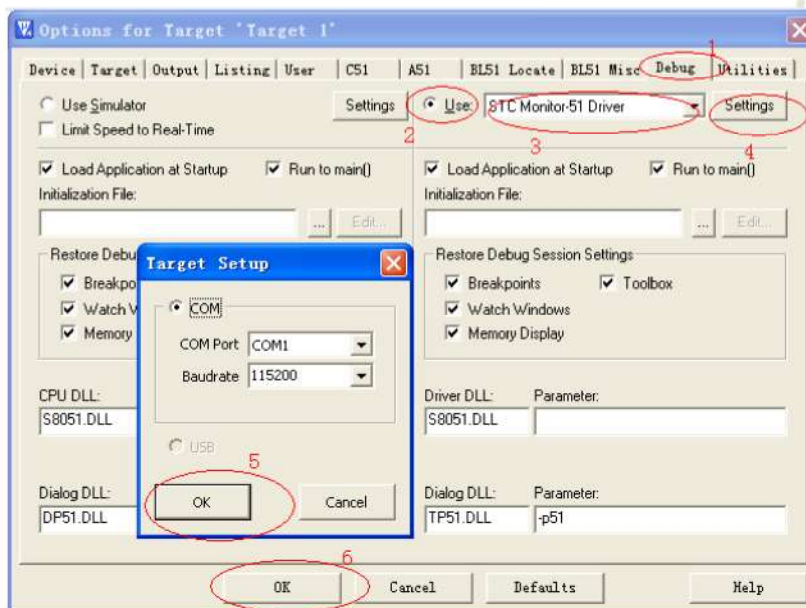 Options for Target 'Target 1'
1
Device Target Output Listing User C51 A51 BL51 Locate BL51 Misc Debug Utilities
Use Simulator Settings Use: STC Monitor-51 Driver Settings
Limit Speed to Real-Time
2 3 4
Load Application at Startup Run to main() Load Application at Startup Run to main()
Initialization File: Initialization File:
... Edit... ... Edit...
Restore Debu Restore Debug Session Settings
Breakpo Breakpoints Toolbox
Watch W Watch Windows
Memory Memory Display
Target Setup
COM
COM Port COM1
Baudrate 115200
USB
5
OK Cancel
CPU DLL: Driver DLL: Parameter:
S8051.DLL S8051.DLL
Dialog DLL: Dialog DLL: Parameter:
DP51.DLL TP51.DLL -p51
6
OK Cancel Defaults Help